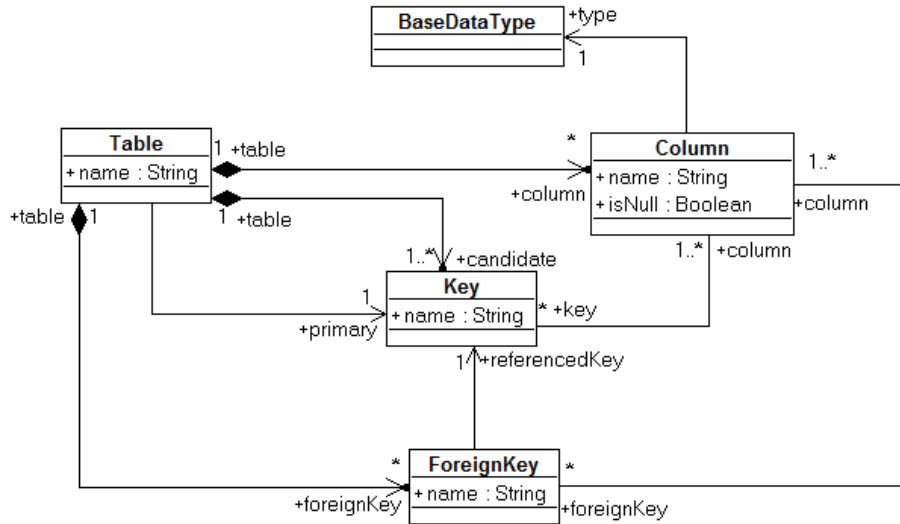 BaseDataType
+type
1
Table
+ name : String
1 +table
*
+column
Column
+ name : String
+ isNull : Boolean
1..*
+column
+table 1
1 +table
1..* +candidate
1..* +column
Key
+ name : String
1
+primary
* +key
1 +referencedKey
ForeignKey
+ name : String
*
+foreignKey
*
+foreignKey